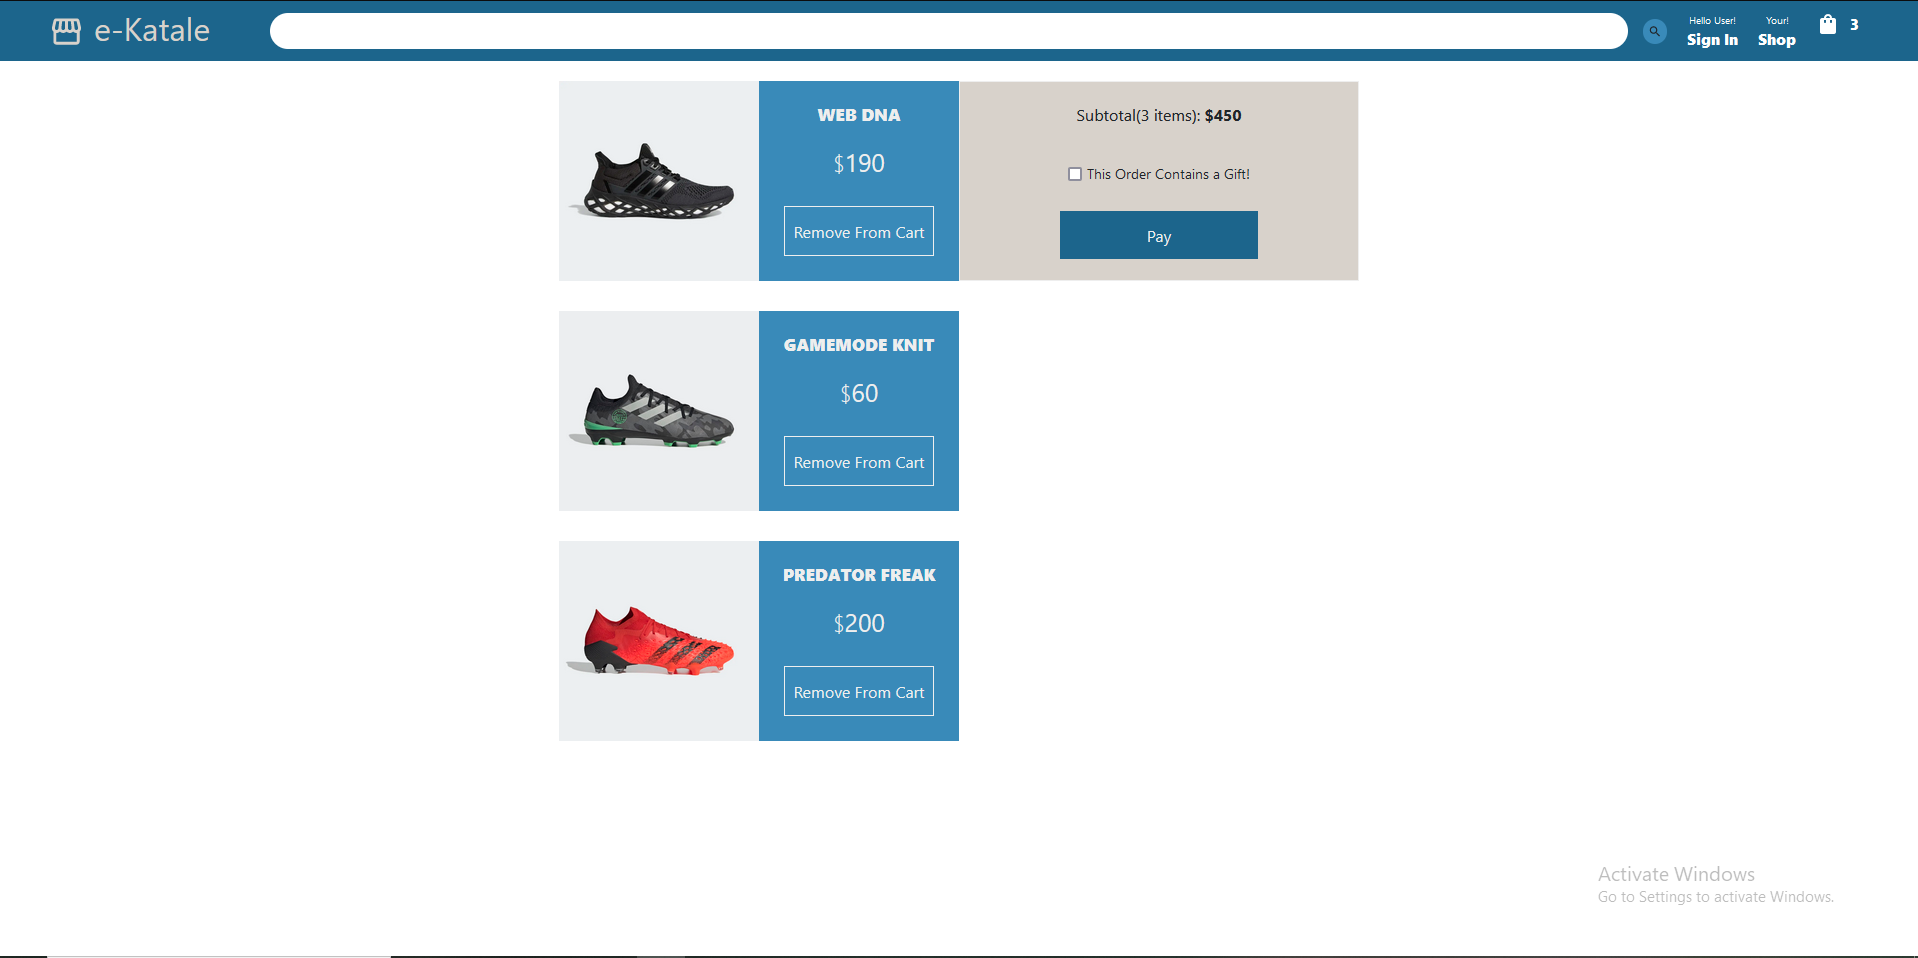 e-Katale
Hello User!
Sign In
Your!
Shop
3
WEB DNA
$190
Remove From Cart
Subtotal(3 items): $450
This Order Contains a Gift!
Pay
GAMEMODE KNIT
$60
Remove From Cart
PREDATOR FREAK
$200
Remove From Cart
Activate Windows
Go to Settings to activate Windows.